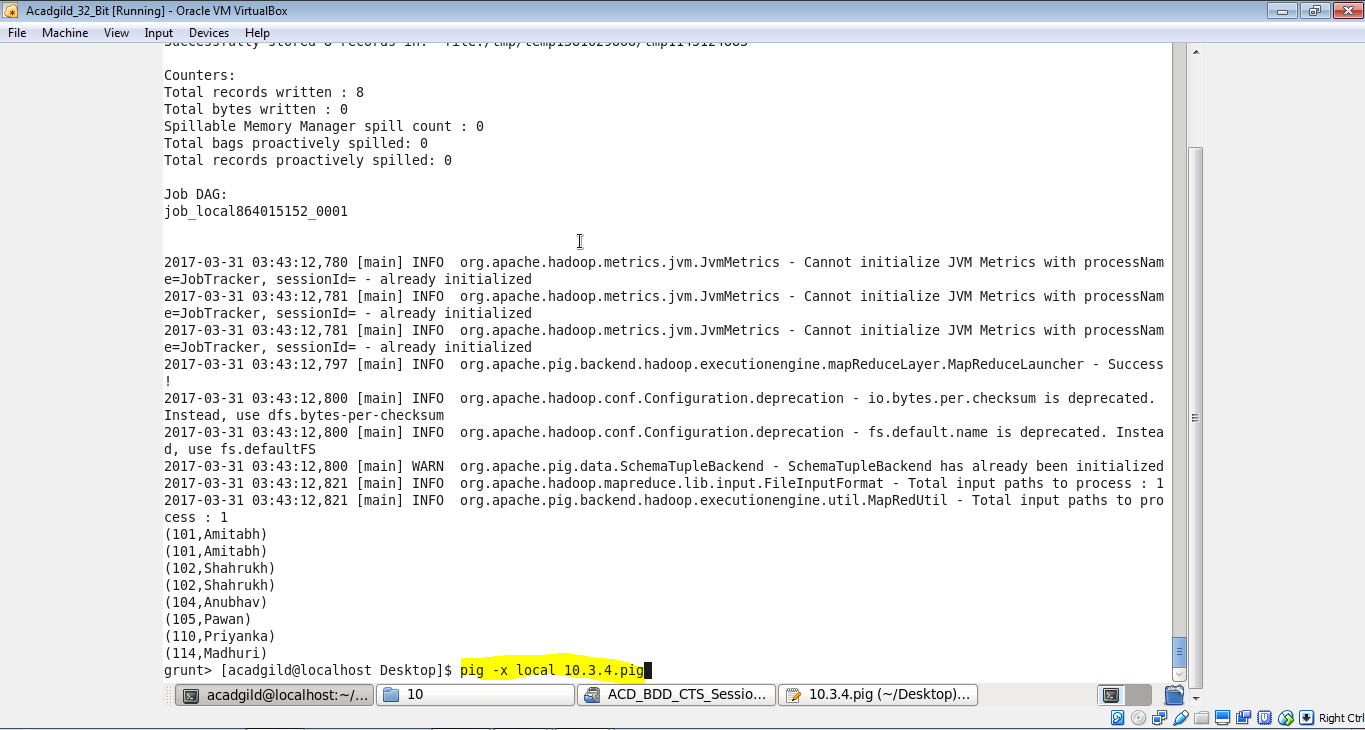 Acadgild_32_Bit [Running] - Oracle VM VirtualBox
File Machine View Input Devices Help
Successfully stored 8 records in:
Counters:
Total records written : 8
Total bytes written : 0
Spillable Memory Manager spill count : 0
Total bags proactively spilled: 0
Total records proactively spilled: 0
Job DAG:
job_local864015152_0001
2017-03-31 03:43:12,780 [main] INFO  org.apache.hadoop.metrics.jvm.JvmMetrics - Cannot initialize JVM Metrics with processNam
e=JobTracker, sessionId= - already initialized
2017-03-31 03:43:12,781 [main] INFO  org.apache.hadoop.metrics.jvm.JvmMetrics - Cannot initialize JVM Metrics with processNam
e=JobTracker, sessionId= - already initialized
2017-03-31 03:43:12,781 [main] INFO  org.apache.hadoop.metrics.jvm.JvmMetrics - Cannot initialize JVM Metrics with processNam
e=JobTracker, sessionId= - already initialized
2017-03-31 03:43:12,797 [main] INFO  org.apache.pig.backend.hadoop.executionengine.mapReduceLayer.MapReduceLauncher - Success
!
2017-03-31 03:43:12,800 [main] INFO  org.apache.hadoop.conf.Configuration.deprecation - io.bytes.per.checksum is deprecated.
Instead, use dfs.bytes-per-checksum
2017-03-31 03:43:12,800 [main] INFO  org.apache.hadoop.conf.Configuration.deprecation - fs.default.name is deprecated. Instea
d, use fs.defaultFS
2017-03-31 03:43:12,800 [main] WARN  org.apache.pig.data.SchemaTupleBackend - SchemaTupleBackend has already been initialized
2017-03-31 03:43:12,821 [main] INFO  org.apache.hadoop.mapreduce.lib.input.FileInputFormat - Total input paths to process : 1
2017-03-31 03:43:12,821 [main] INFO  org.apache.pig.backend.hadoop.executionengine.util.MapRedUtil - Total input paths to pro
cess : 1
(101,Amitabh)
(101,Amitabh)
(102,Shahrukh)
(102,Shahrukh)
(104,Anubhav)
(105,Pawan)
(110,Priyanka)
(114,Madhuri)
grunt> [acadgild@localhost Desktop]$ pig -x local 10.3.4.pig
acadgild@localhost:~/... 10 ACD_BDD_CTS_Sessio... 10.3.4.pig (~/Desktop)...
Right Ctrl